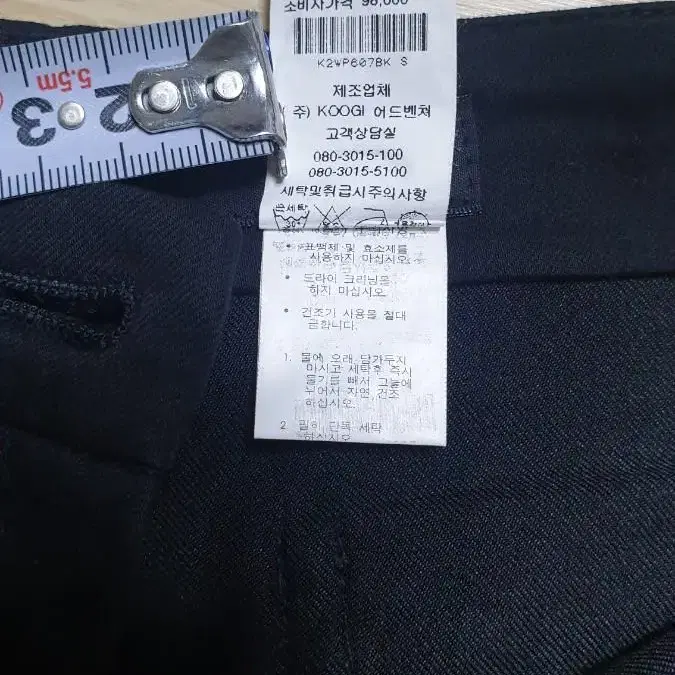 소비자가격 98,000
K2WP607BK S
제조업체
(주) KOOGI 어드벤쳐
고객상담실
080-3015-100
080-3015-5100
세탁및취급시주의사항
손세탁
30°
• 표백제 및 효소제를
사용하지 마십시오
• 드라이 크리닝을
하지 마십시오
• 건조기 사용을 절대
금합니다.
1. 물에 오래 담가두지
마시고 세탁후 즉시
물기를 빼서 그늘에
뉘어서 자연 건조
하십시오.
2. 필히 단독 세탁
하십시오
2
3
5.5m